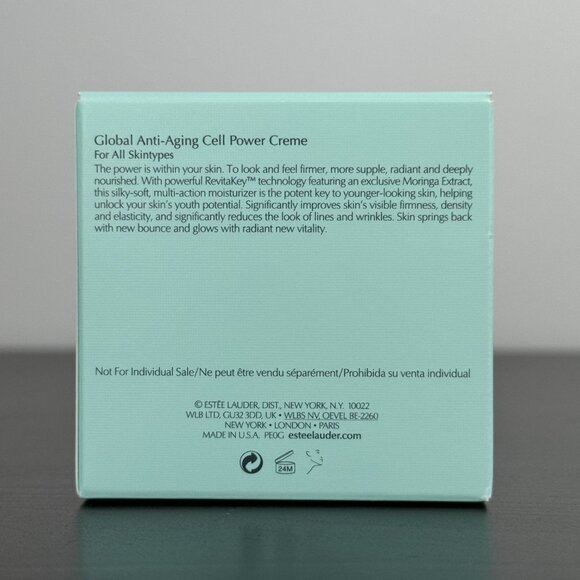 Global Anti-Aging Cell Power Creme
For All Skintypes
The power is within your skin. To look and feel firmer, more supple, radiant and deeply
nourished. With powerful RevitaKey™ technology featuring an exclusive Moringa Extract,
this silky-soft, multi-action moisturizer is the potent key to younger-looking skin, helping
unlock your skin's youth potential. Significantly improves skin's visible firmness, density
and elasticity, and significantly reduces the look of lines and wrinkles. Skin springs back
with new bounce and glows with radiant new vitality.
Not For Individual Sale/Ne peut être vendu séparément/Prohibida su venta individual
© ESTĒE LAUDER, DIST., NEW YORK, N.Y. 10022
WLB LTD, GU32 3DD, UK • WLBS NV, OEVEL BE-2260
NEW YORK • LONDON • PARIS
MADE IN U.S.A. PE0G esteelauder.com
24M